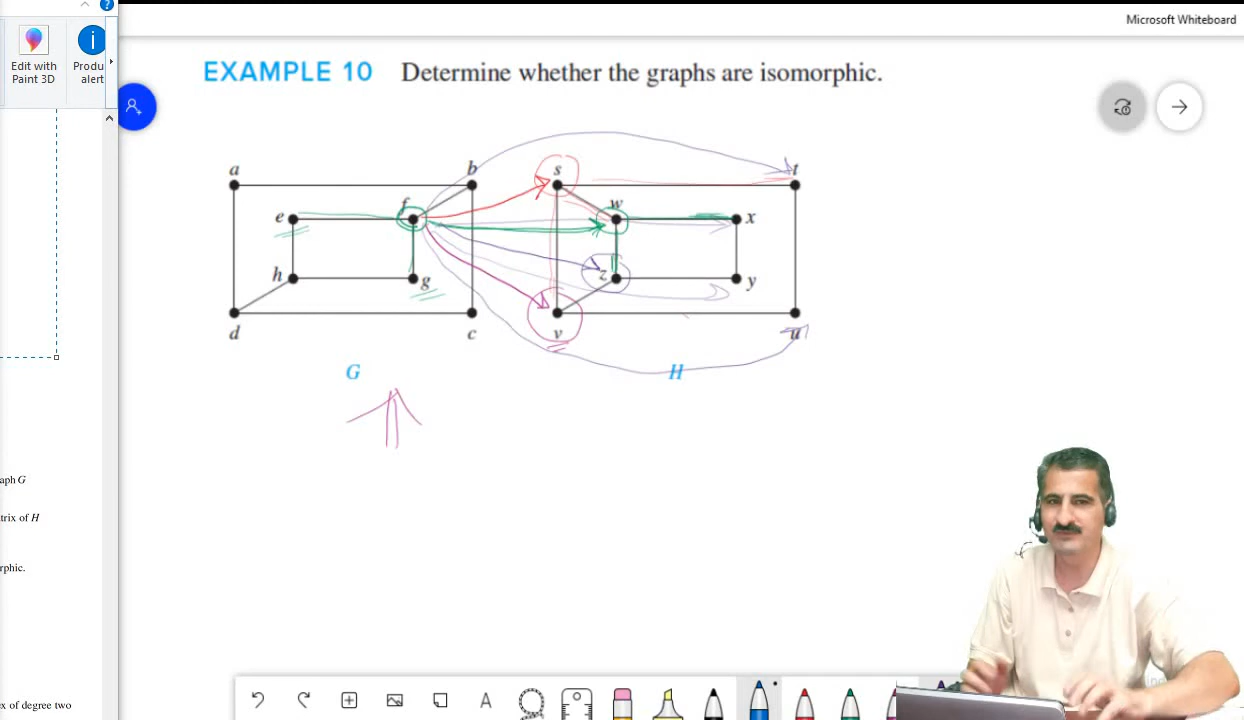 Microsoft Whiteboard
Edit with
Paint 3D
Produ
alert
EXAMPLE 10 Determine whether the graphs are isomorphic.
a b s t
e f w x
h g z y
d c v u
G H
aph G
trix of H
rphic.
x of degree two
A